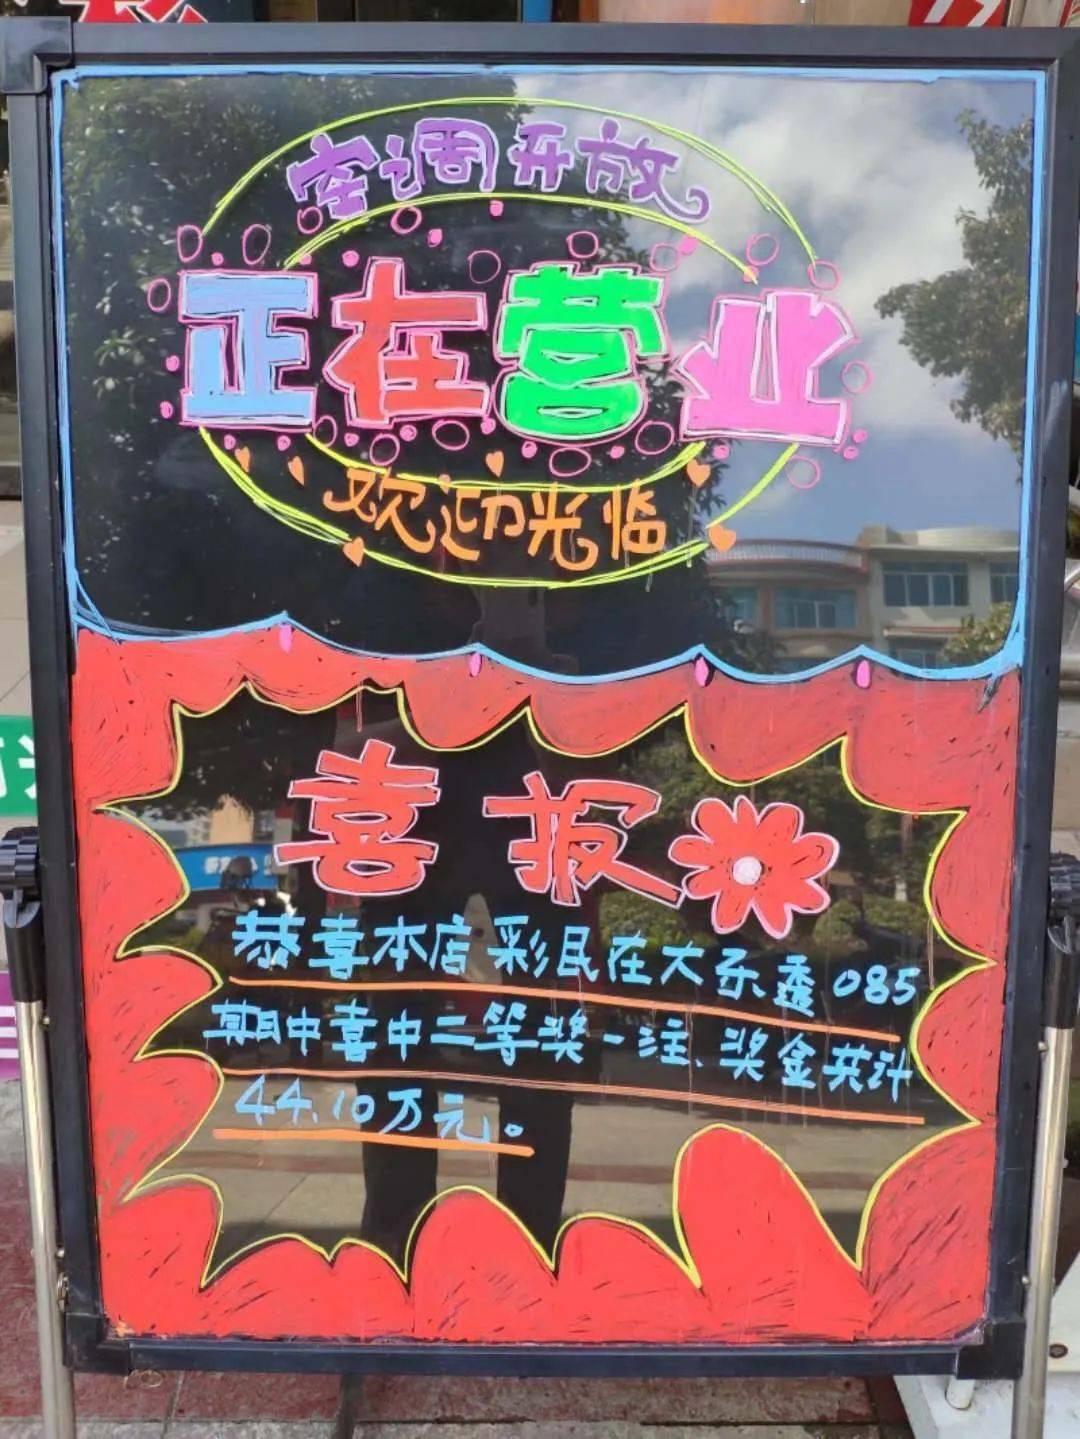 空调开放
正在营业
欢迎光临
喜报
恭喜本店彩民在大乐透085
期中喜中二等奖一注、奖金共计
44.10万元。